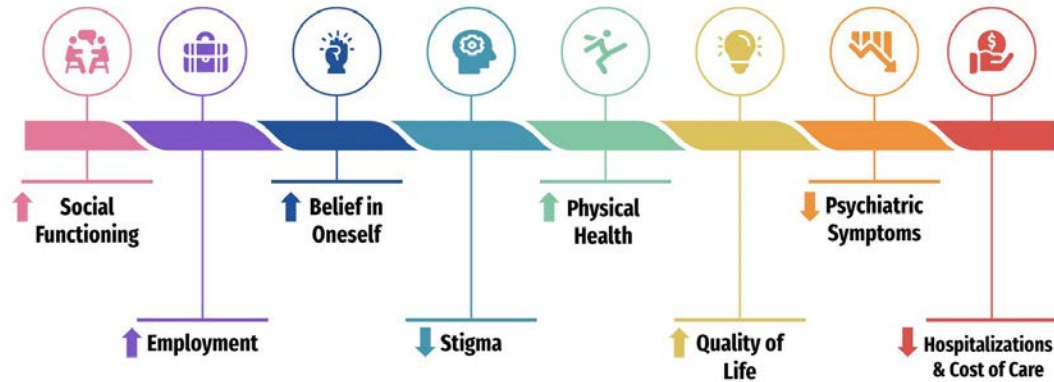 $
Social
Functioning
Employment
Belief in
Oneself
Stigma
Physical
Health
Quality of
Life
Psychiatric
Symptoms
Hospitalizations
& Cost of Care